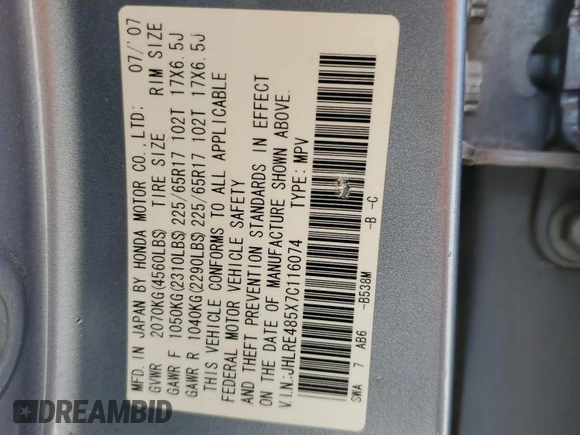 MFD. IN JAPAN BY HONDA MOTOR CO.,LTD: 07/'07
GVWR 2070KG(4560LBS) TIRE SIZE RIM SIZE
GAWR F 1050KG(2310LBS) 225/65R17 102T 17X6.5J
GAWR R 1040KG(2290LBS) 225/65R17 102T 17X6.5J
THIS VEHICLE CONFORMS TO ALL APPLICABLE
FEDERAL MOTOR VEHICLE SAFETY
AND THEFT PREVENTION STANDARDS IN EFFECT
ON THE DATE OF MANUFACTURE SHOWN ABOVE.
V.I.N:JHLRE485X7C116074 TYPE: MPV
SWA 7 AB6 -B538M -B -C
DREAMBID